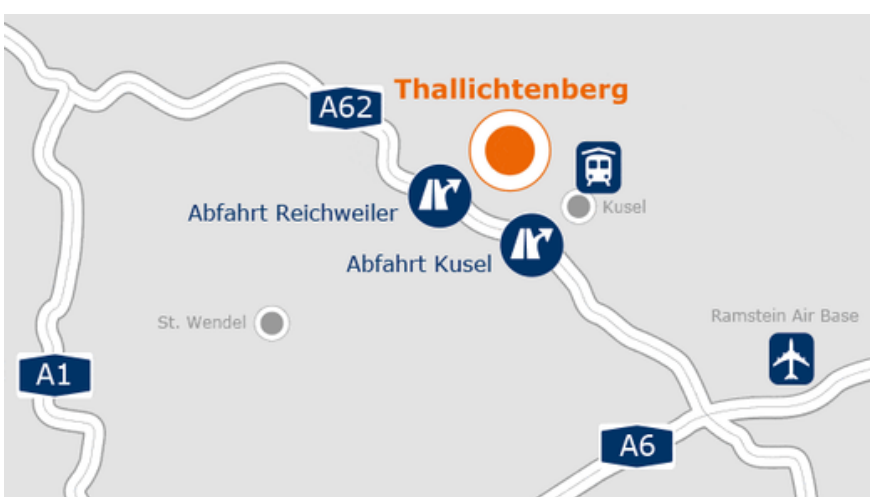 A62
Thallichtenberg
Abfahrt Reichweiler
Kusel
Abfahrt Kusel
St. Wendel
Ramstein Air Base
A1
A6